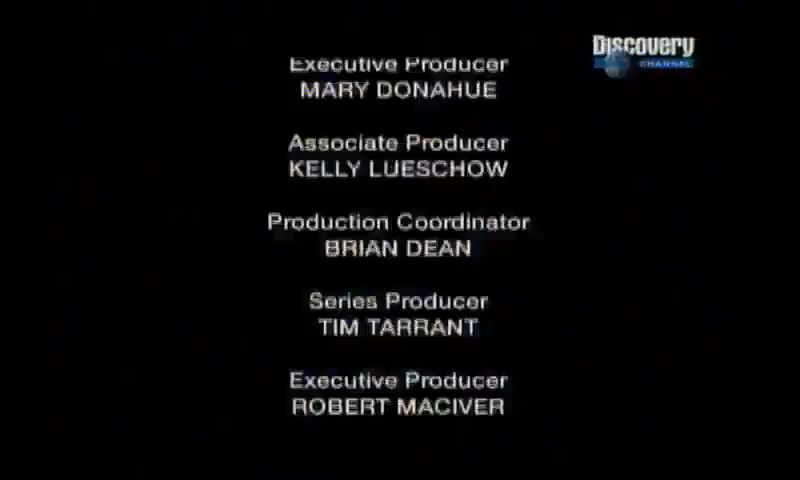 Discovery
CHANNEL
Executive Producer
MARY DONAHUE
Associate Producer
KELLY LUESCHOW
Production Coordinator
BRIAN DEAN
Series Producer
TIM TARRANT
Executive Producer
ROBERT MACIVER